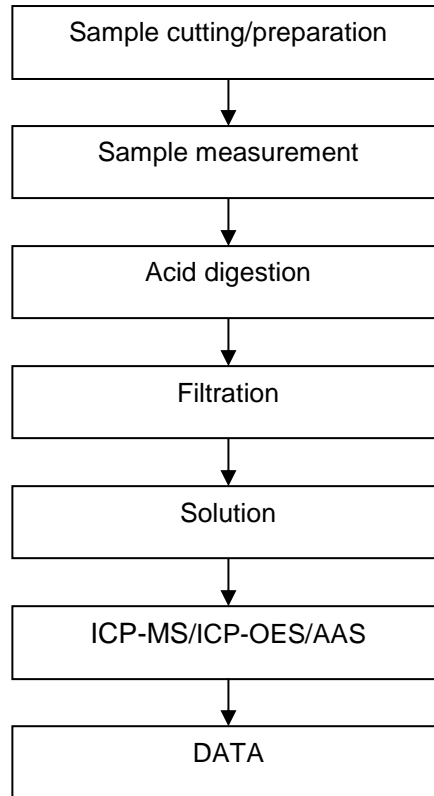 Sample cutting/preparation
Sample measurement
Acid digestion
Filtration
Solution
ICP-MS/ICP-OES/AAS
DATA